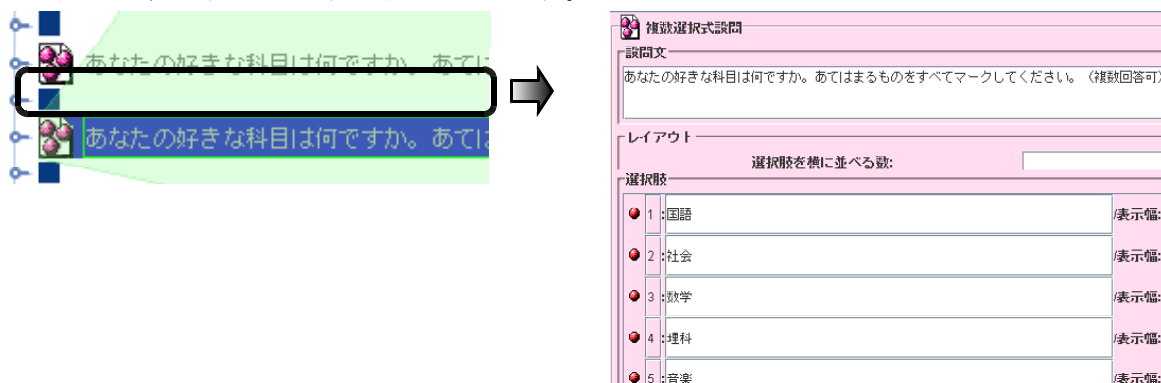 あなたの好きな科目は何ですか。あては
あなたの好きな科目は何ですか。あては
複数選択式設問
設問文
あなたの好きな科目は何ですか。あてはまるものをすべてマークしてください。（複数回答可）
レイアウト
選択肢を横に並べる数:
選択肢
1 :国語 /表示幅:
2 :社会 /表示幅:
3 :数学 /表示幅:
4 :理科 /表示幅:
5 :音楽 /表示幅: